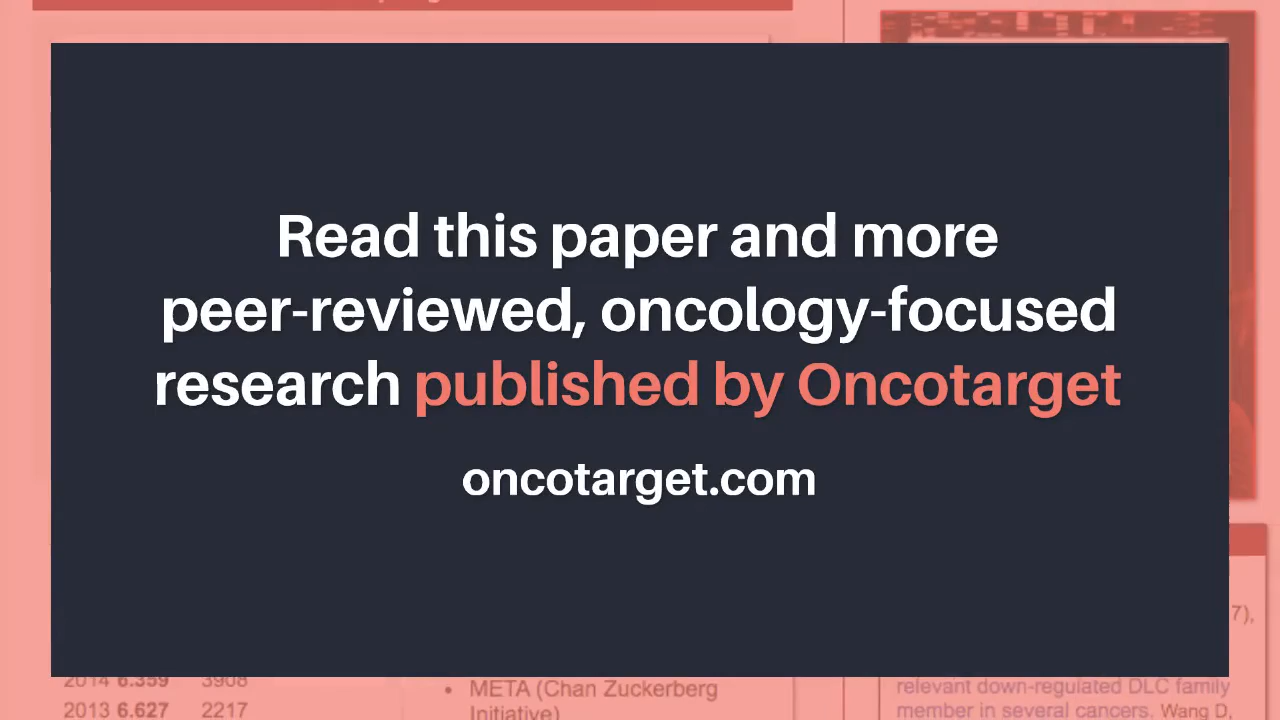 Read this paper and more
peer-reviewed, oncology-focused
research published by Oncotarget
oncotarget.com
7),
2014 6.359 3908
2013 6.627 2217
• META (Chan Zuckerberg
Initiative)
relevant down-regulated DLC family
member in several cancers. Wang D,